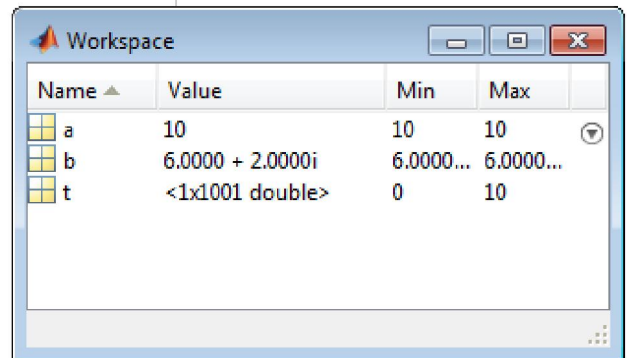 Workspace
Name Value Min Max
a 10 10 10
b 6.0000 + 2.0000i 6.0000... 6.0000...
t <1x1001 double> 0 10